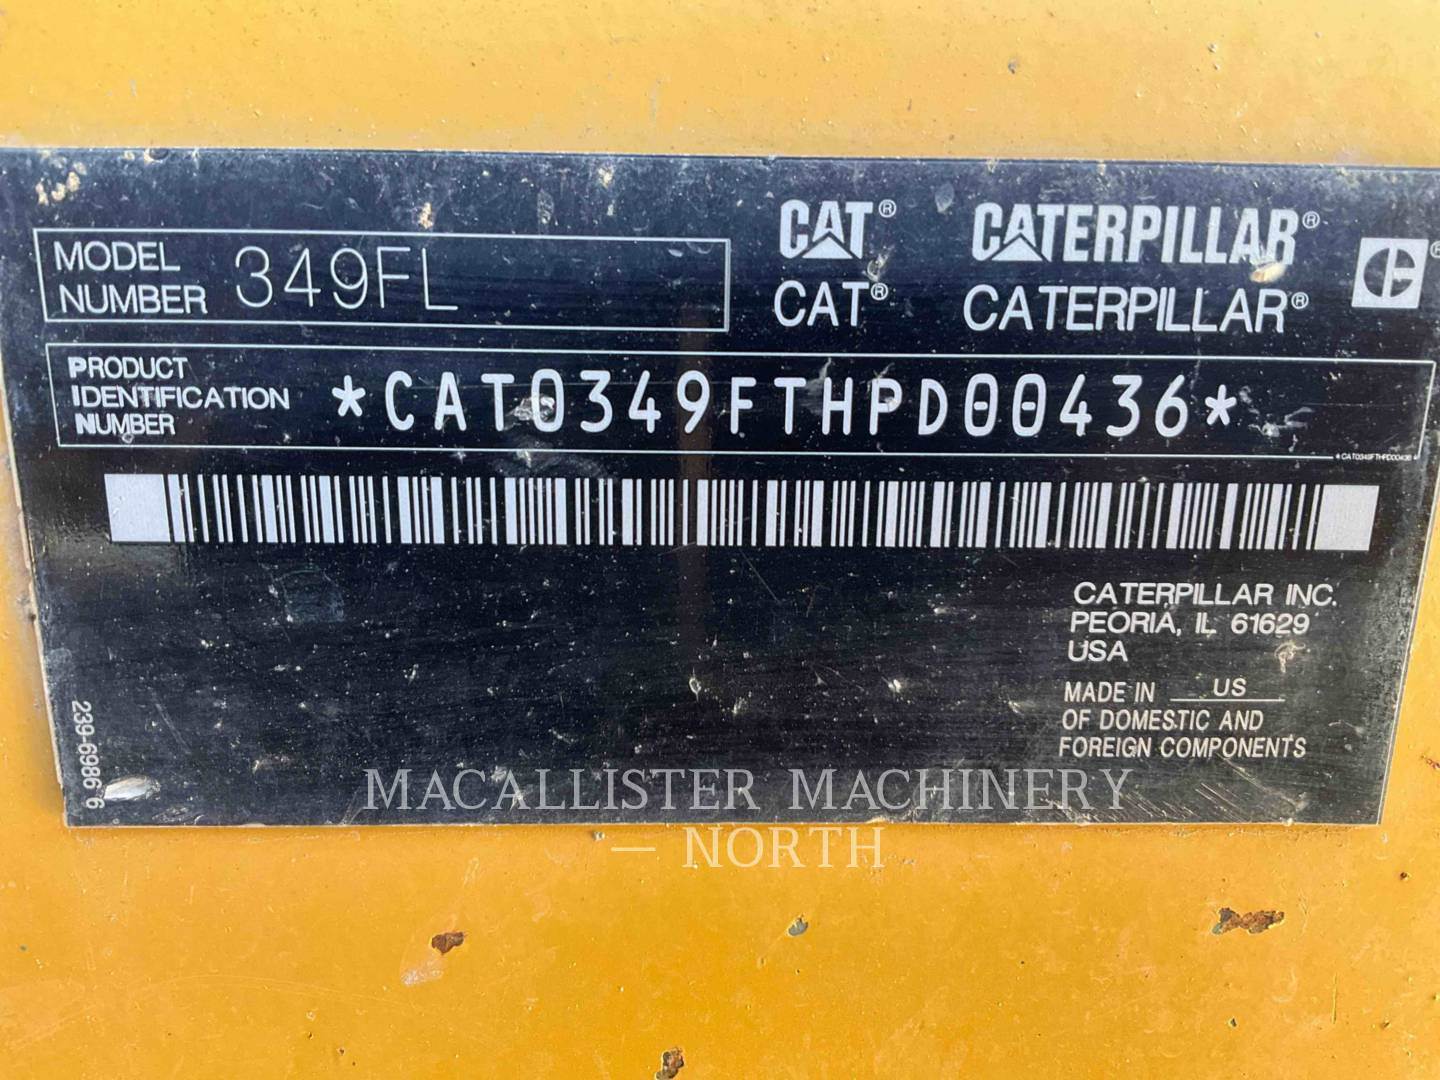 CAT® CATERPILLAR®
CAT® CATERPILLAR®
MODEL
NUMBER 349FL
PRODUCT
IDENTIFICATION
NUMBER
*CAT0349FTHPD00436*
*CAT0349FTHPD00436*
CATERPILLAR INC.
PEORIA, IL 61629
USA
MADE IN US
OF DOMESTIC AND
FOREIGN COMPONENTS
239-6986 6
MACALLISTER MACHINERY
— NORTH